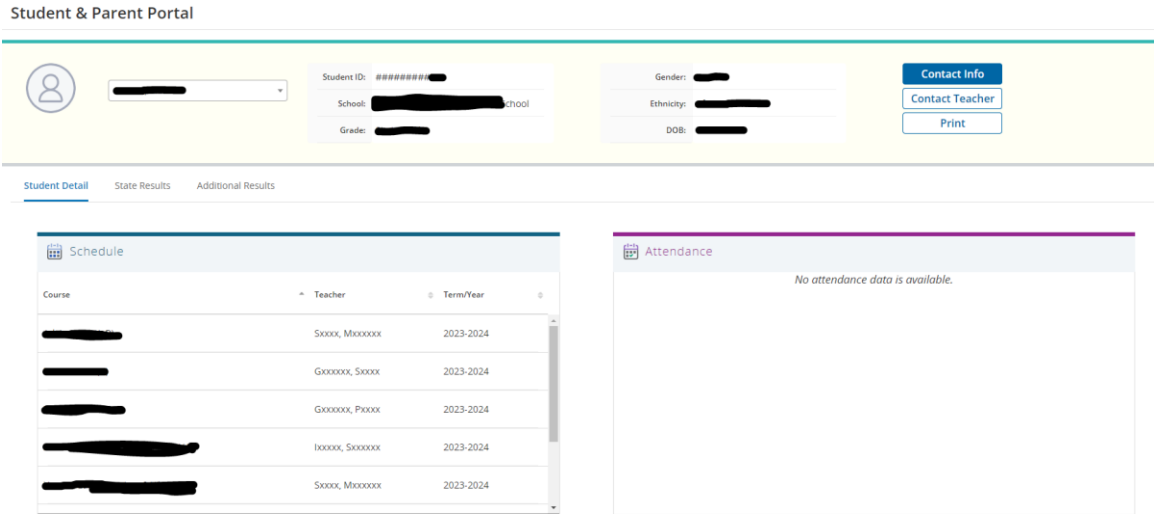 Student & Parent Portal
Student ID: #########
School: chool
Grade:
Gender:
Ethnicity:
DOB:
Contact Info
Contact Teacher
Print
Student Detail State Results Additional Results
Schedule
Course Teacher Term/Year
Sxxxx, Mxxxxxx 2023-2024
Gxxxxxx, Sxxxx 2023-2024
Gxxxxxx, Pxxxx 2023-2024
Ixxxxx, Sxxxxxx 2023-2024
Sxxxx, Mxxxxxx 2023-2024
Attendance
No attendance data is available.